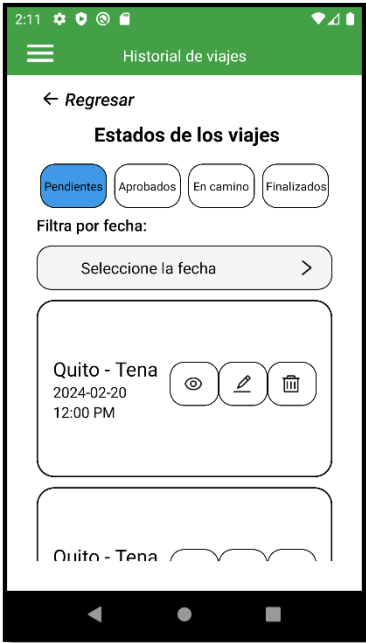 2:11
Historial de viajes
← Regresar
Estados de los viajes
Pendientes Aprobados En camino Finalizados
Filtra por fecha:
Seleccione la fecha
Quito - Tena
2024-02-20
12:00 PM
Quito - Tena